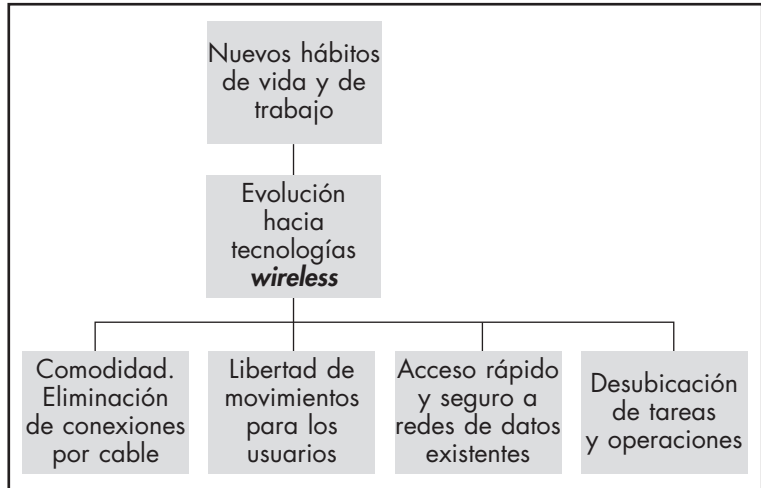 Nuevos hábitos
de vida y de
trabajo
Evolución
hacia
tecnologías
wireless
Comodidad.
Eliminación
de conexiones
por cable
Libertad de
movimientos
para los
usuarios
Acceso rápido
y seguro a
redes de datos
existentes
Desubicación
de tareas
y operaciones